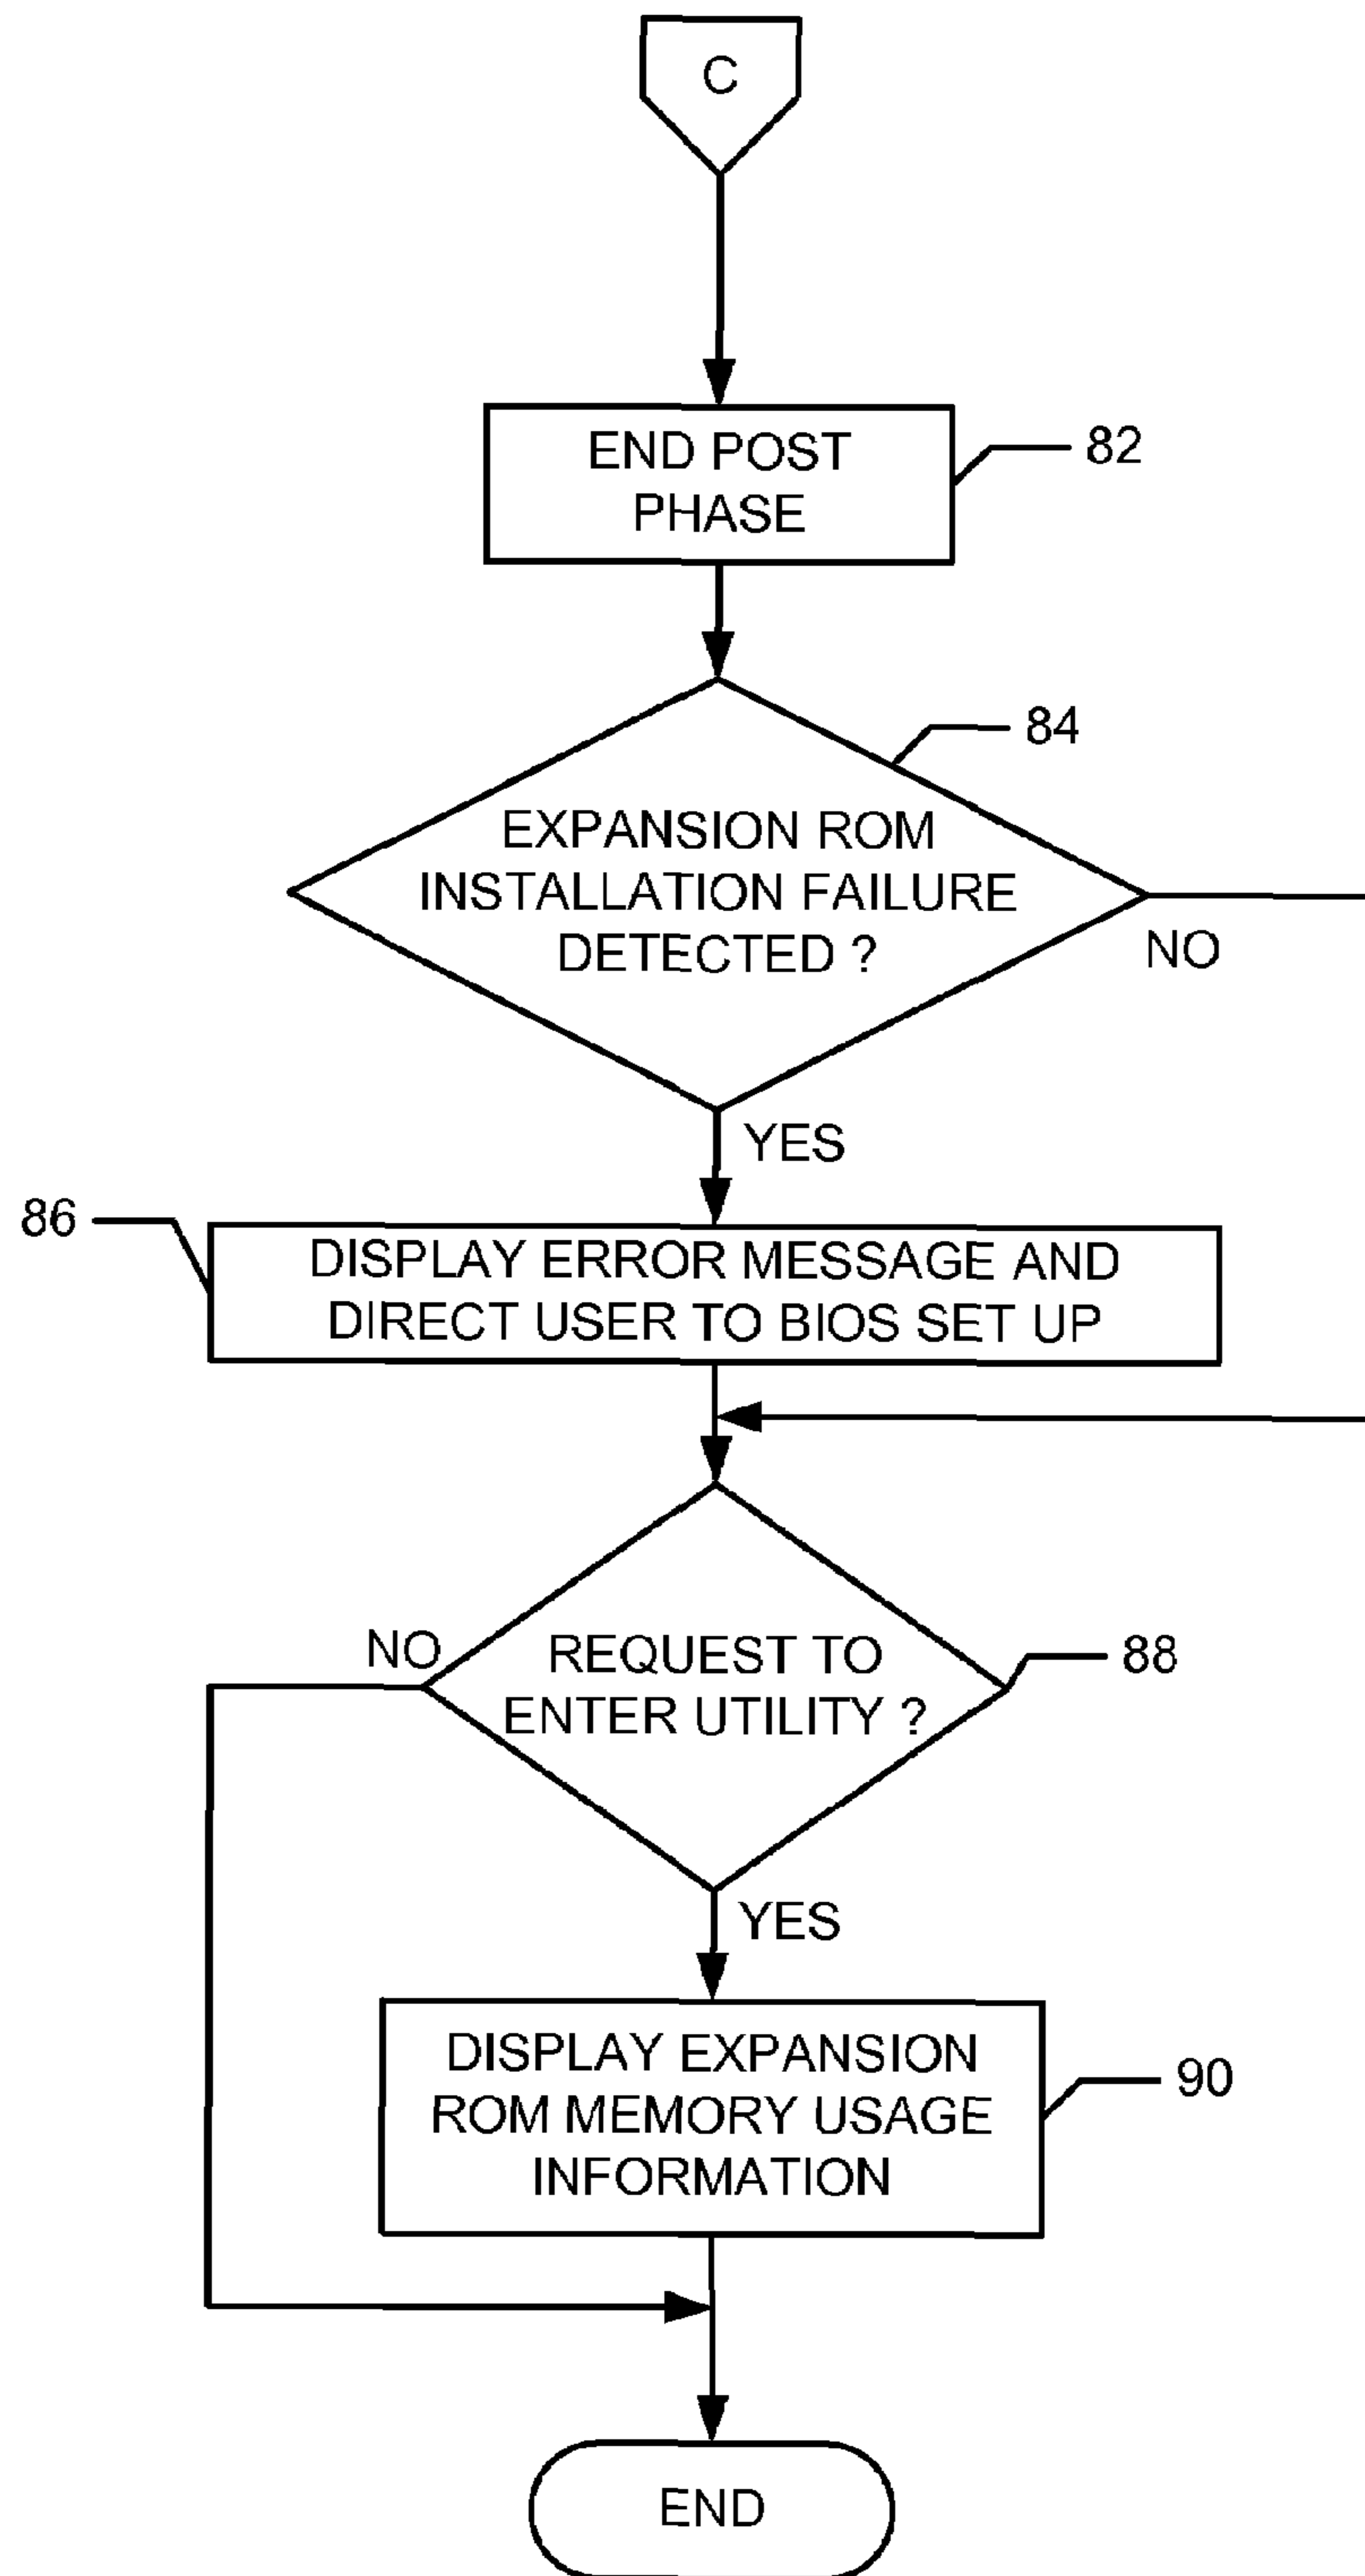 C
END POST
PHASE
82
84
EXPANSION ROM
INSTALLATION FAILURE
DETECTED ?
NO
YES
86
DISPLAY ERROR MESSAGE AND
DIRECT USER TO BIOS SET UP
NO
REQUEST TO
ENTER UTILITY ?
88
YES
DISPLAY EXPANSION
ROM MEMORY USAGE
INFORMATION
90
END